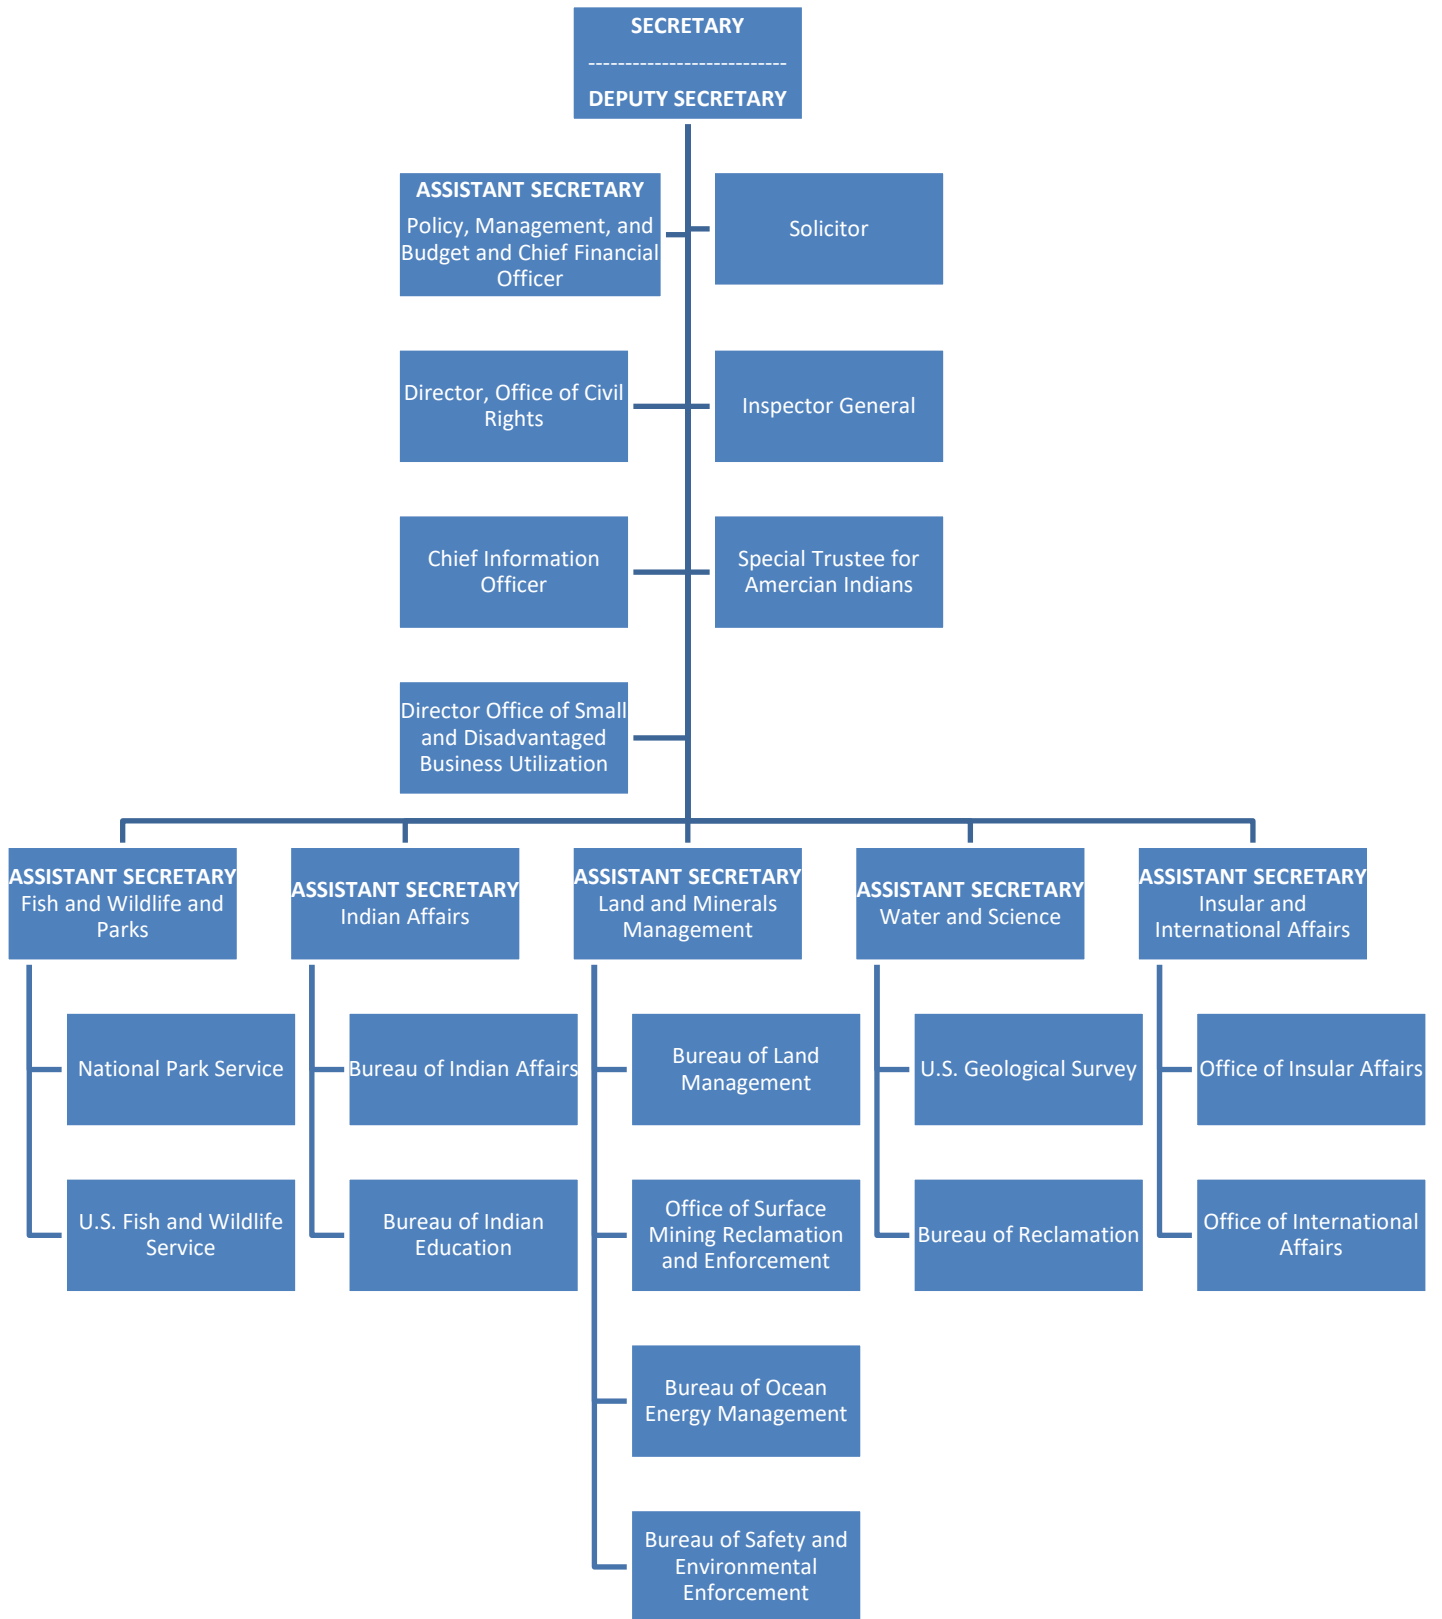 SECRETARY
---------------------------
DEPUTY SECRETARY
ASSISTANT SECRETARY
Policy, Management, and
Budget and Chief Financial
Officer
Solicitor
Director, Office of Civil
Rights
Inspector General
Chief Information
Officer
Special Trustee for
Amercian Indians
Director Office of Small
and Disadvantaged
Business Utilization
ASSISTANT SECRETARY
Fish and Wildlife and
Parks
ASSISTANT SECRETARY
Indian Affairs
ASSISTANT SECRETARY
Land and Minerals
Management
ASSISTANT SECRETARY
Water and Science
ASSISTANT SECRETARY
Insular and
International Affairs
National Park Service
Bureau of Indian Affairs
Bureau of Land
Management
U.S. Geological Survey
Office of Insular Affairs
U.S. Fish and Wildlife
Service
Bureau of Indian
Education
Office of Surface
Mining Reclamation
and Enforcement
Bureau of Reclamation
Office of International
Affairs
Bureau of Ocean
Energy Management
Bureau of Safety and
Environmental
Enforcement